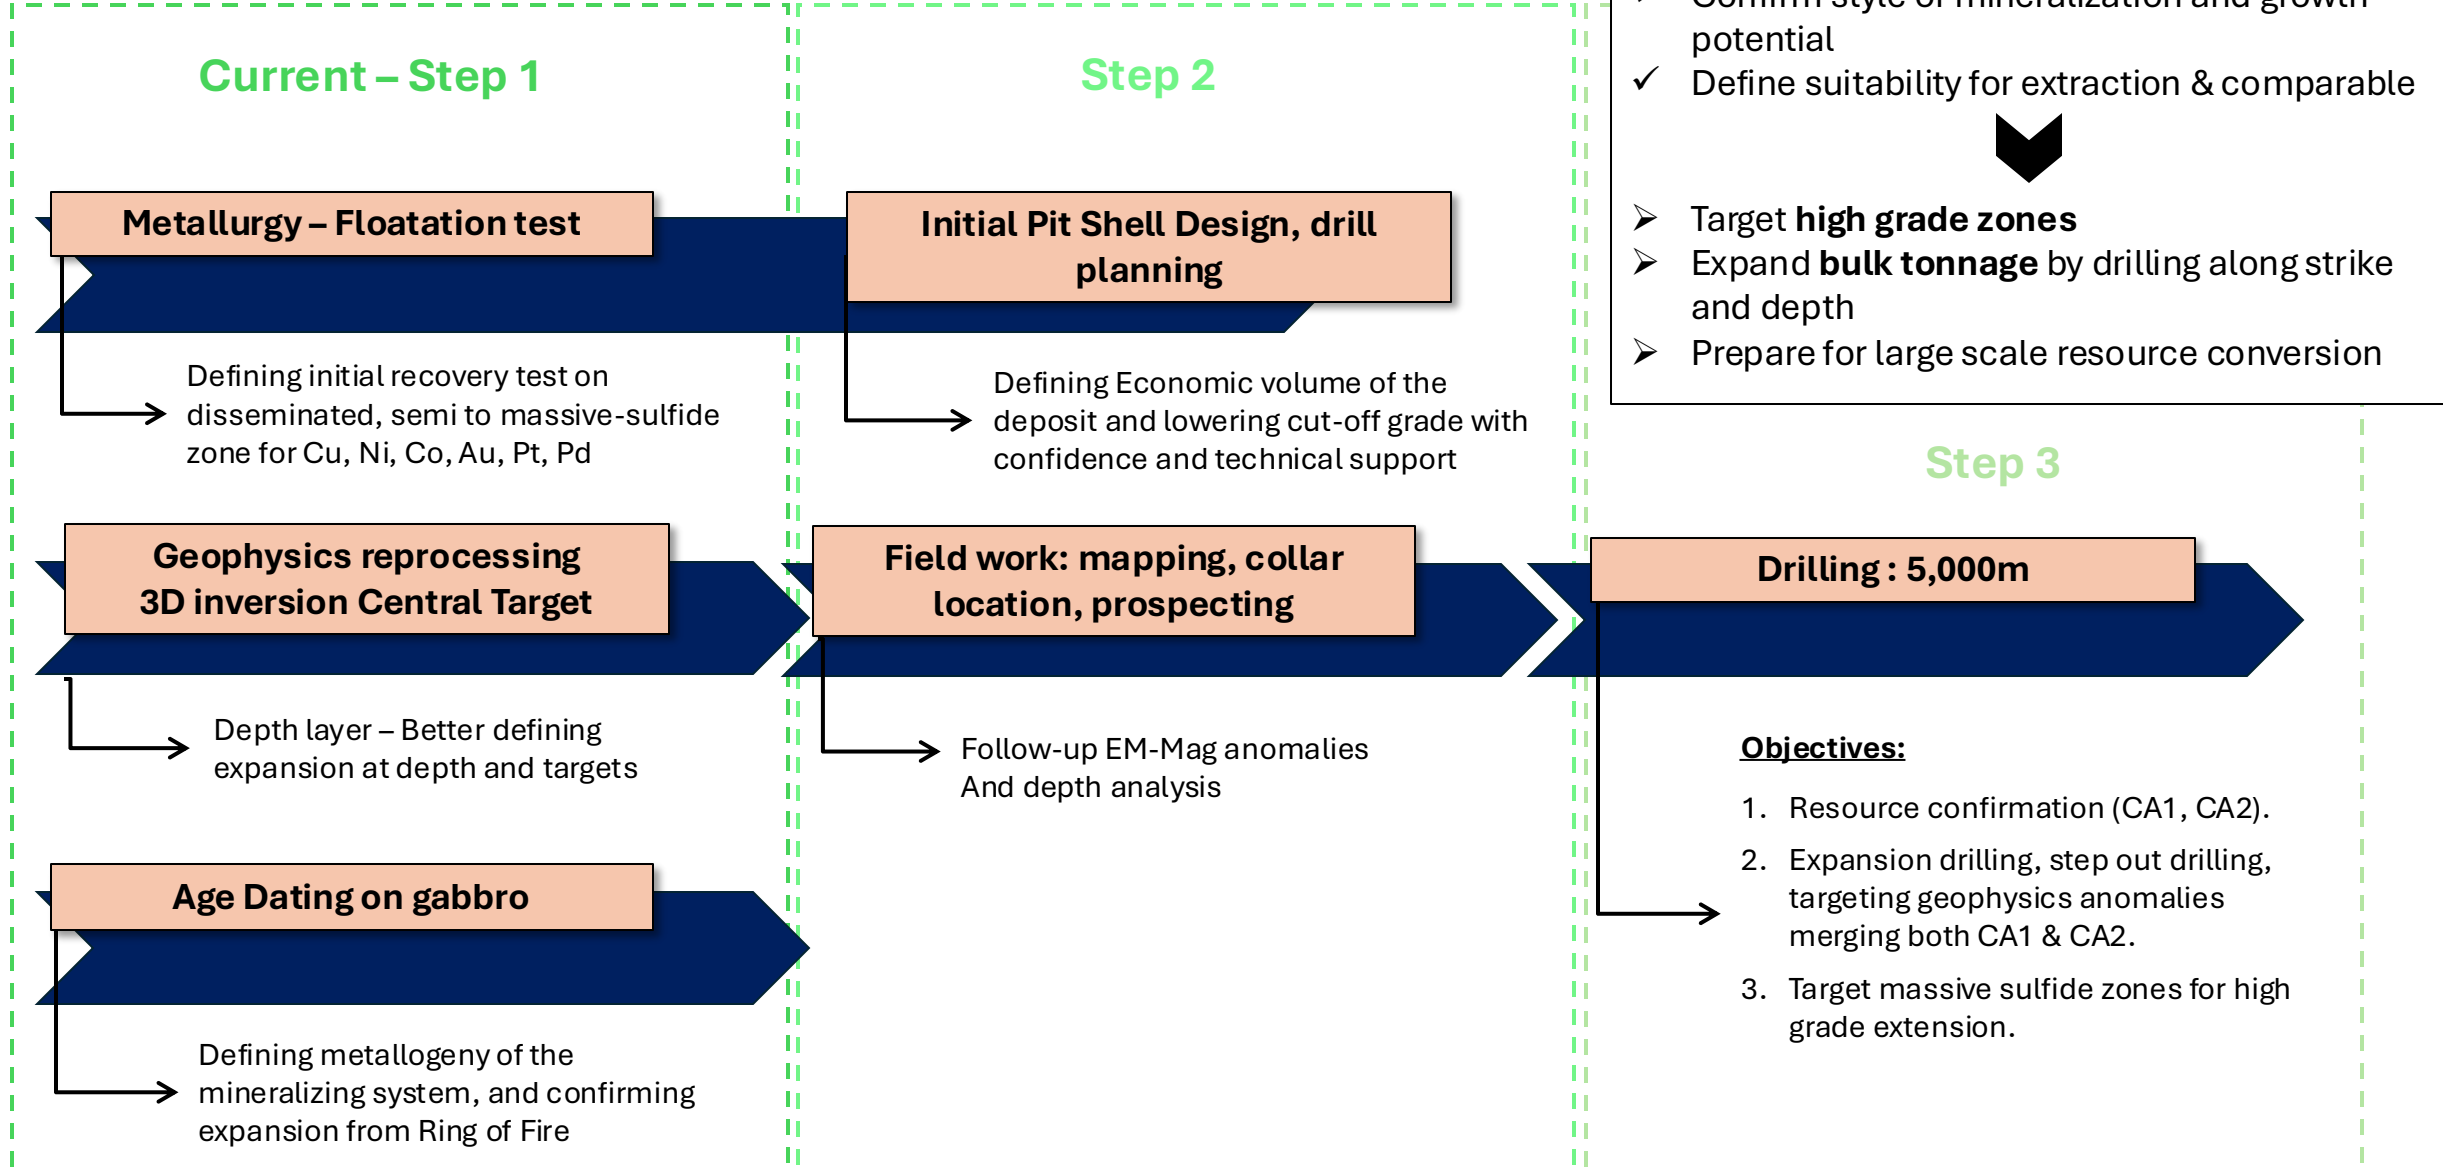 Confirm style of mineralization and growth
potential
✓ Define suitability for extraction & comparable
➢ Target high grade zones
➢ Expand bulk tonnage by drilling along strike
and depth
➢ Prepare for large scale resource conversion
Current – Step 1
Metallurgy – Floatation test
Defining initial recovery test on
disseminated, semi to massive-sulfide
zone for Cu, Ni, Co, Au, Pt, Pd
Geophysics reprocessing
3D inversion Central Target
Depth layer – Better defining
expansion at depth and targets
Age Dating on gabbro
Defining metallogeny of the
mineralizing system, and confirming
expansion from Ring of Fire
Step 2
Initial Pit Shell Design, drill
planning
Defining Economic volume of the
deposit and lowering cut-off grade with
confidence and technical support
Field work: mapping, collar
location, prospecting
Follow-up EM-Mag anomalies
And depth analysis
Step 3
Drilling : 5,000m
Objectives:
1. Resource confirmation (CA1, CA2).
2. Expansion drilling, step out drilling,
targeting geophysics anomalies
merging both CA1 & CA2.
3. Target massive sulfide zones for high
grade extension.